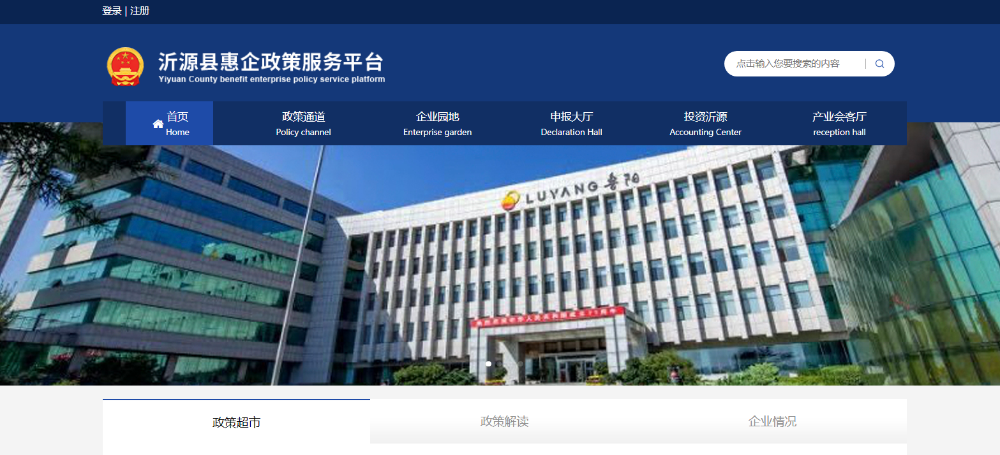 登录 | 注册
沂源县惠企政策服务平台
Yiyuan County benefit enterprise policy service platform
点击输入您要搜索的内容
首页
Home
政策通道
Policy channel
企业园地
Enterprise garden
申报大厅
Declaration Hall
投资沂源
Accounting Center
产业会客厅
reception hall
LUYANG 鲁阳
政策超市
政策解读
企业情况